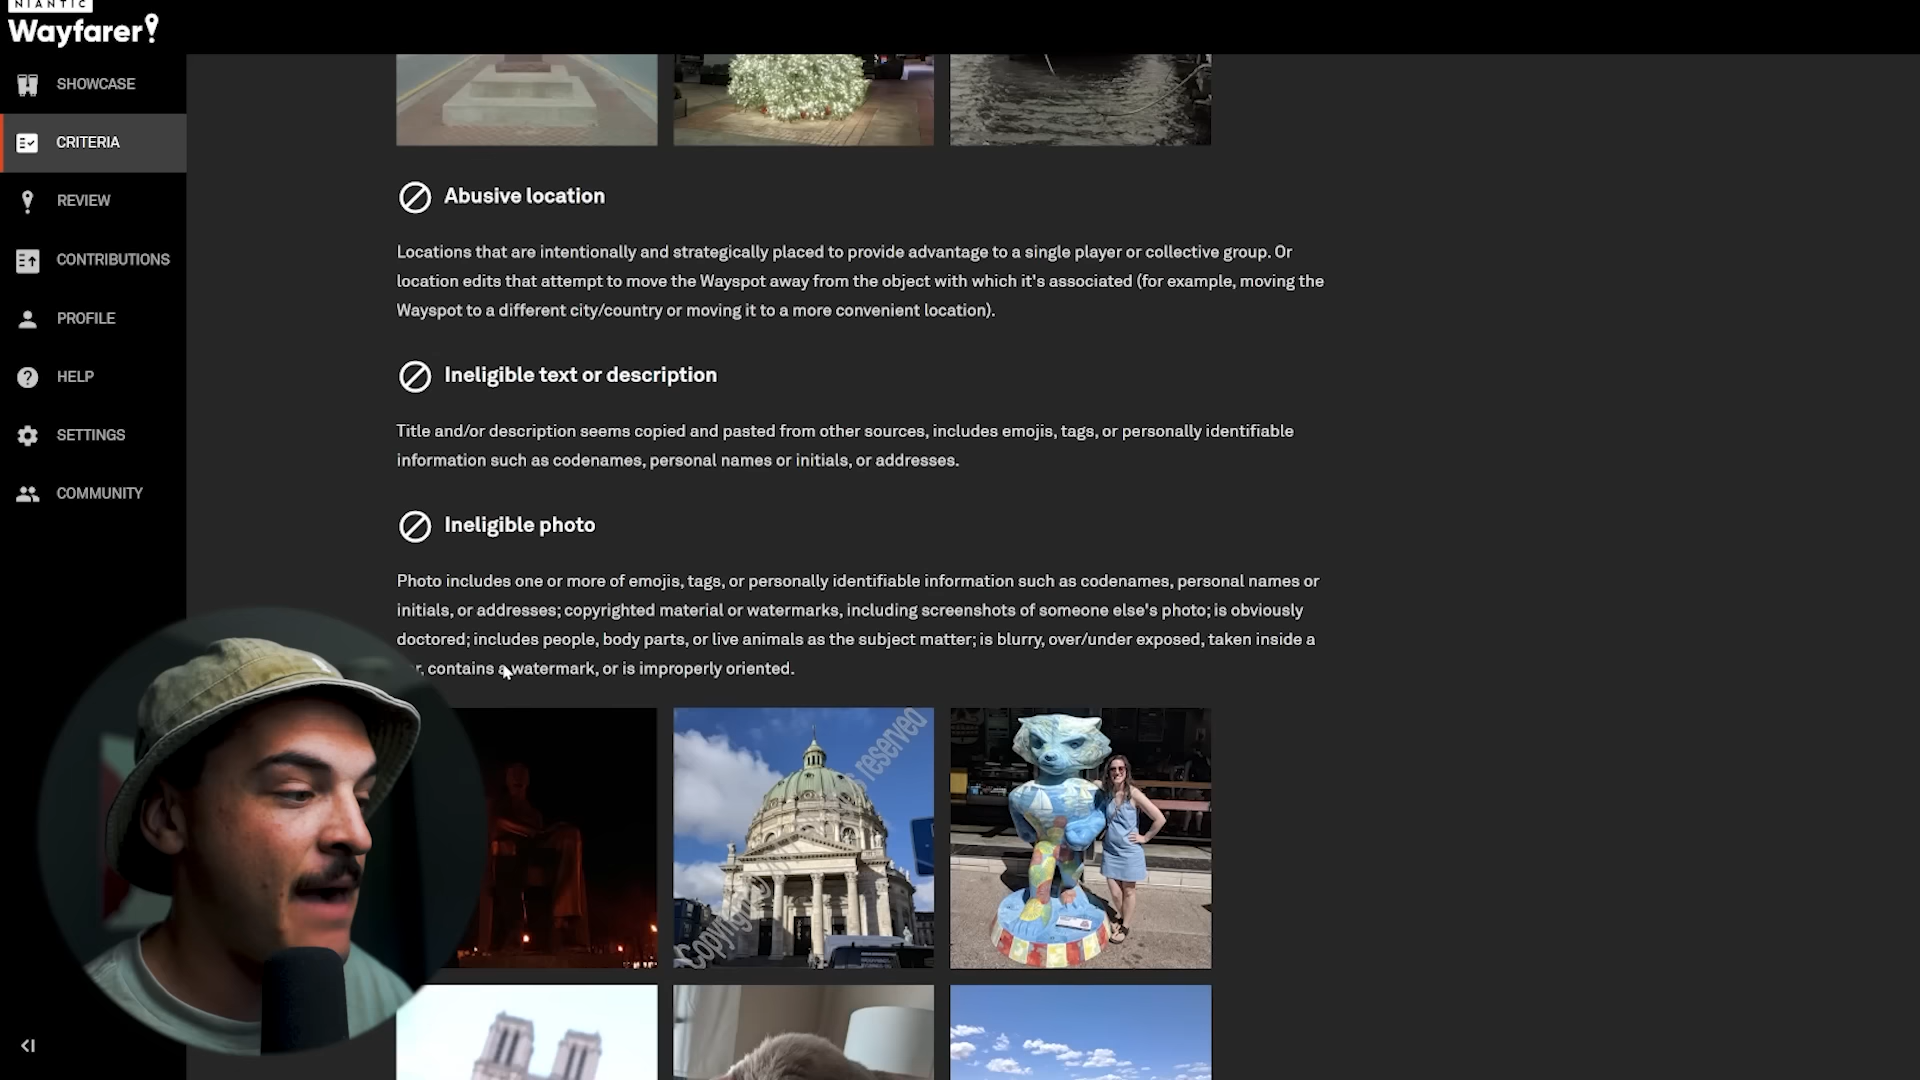 NIANTIC
Wayfarer
SHOWCASE
CRITERIA
REVIEW
CONTRIBUTIONS
PROFILE
HELP
SETTINGS
COMMUNITY
Abusive location
Locations that are intentionally and strategically placed to provide advantage to a single player or collective group. Or
location edits that attempt to move the Wayspot away from the object with which it's associated (for example, moving the
Wayspot to a different city/country or moving it to a more convenient location).
Ineligible text or description
Title and/or description seems copied and pasted from other sources, includes emojis, tags, or personally identifiable
information such as codenames, personal names or initials, or addresses.
Ineligible photo
Photo includes one or more of emojis, tags, or personally identifiable information such as codenames, personal names or
initials, or addresses; copyrighted material or watermarks, including screenshots of someone else's photo; is obviously
doctored; includes people, body parts, or live animals as the subject matter; is blurry, over/under exposed, taken inside a
contains a watermark, or is improperly oriented.
Copyright reserved